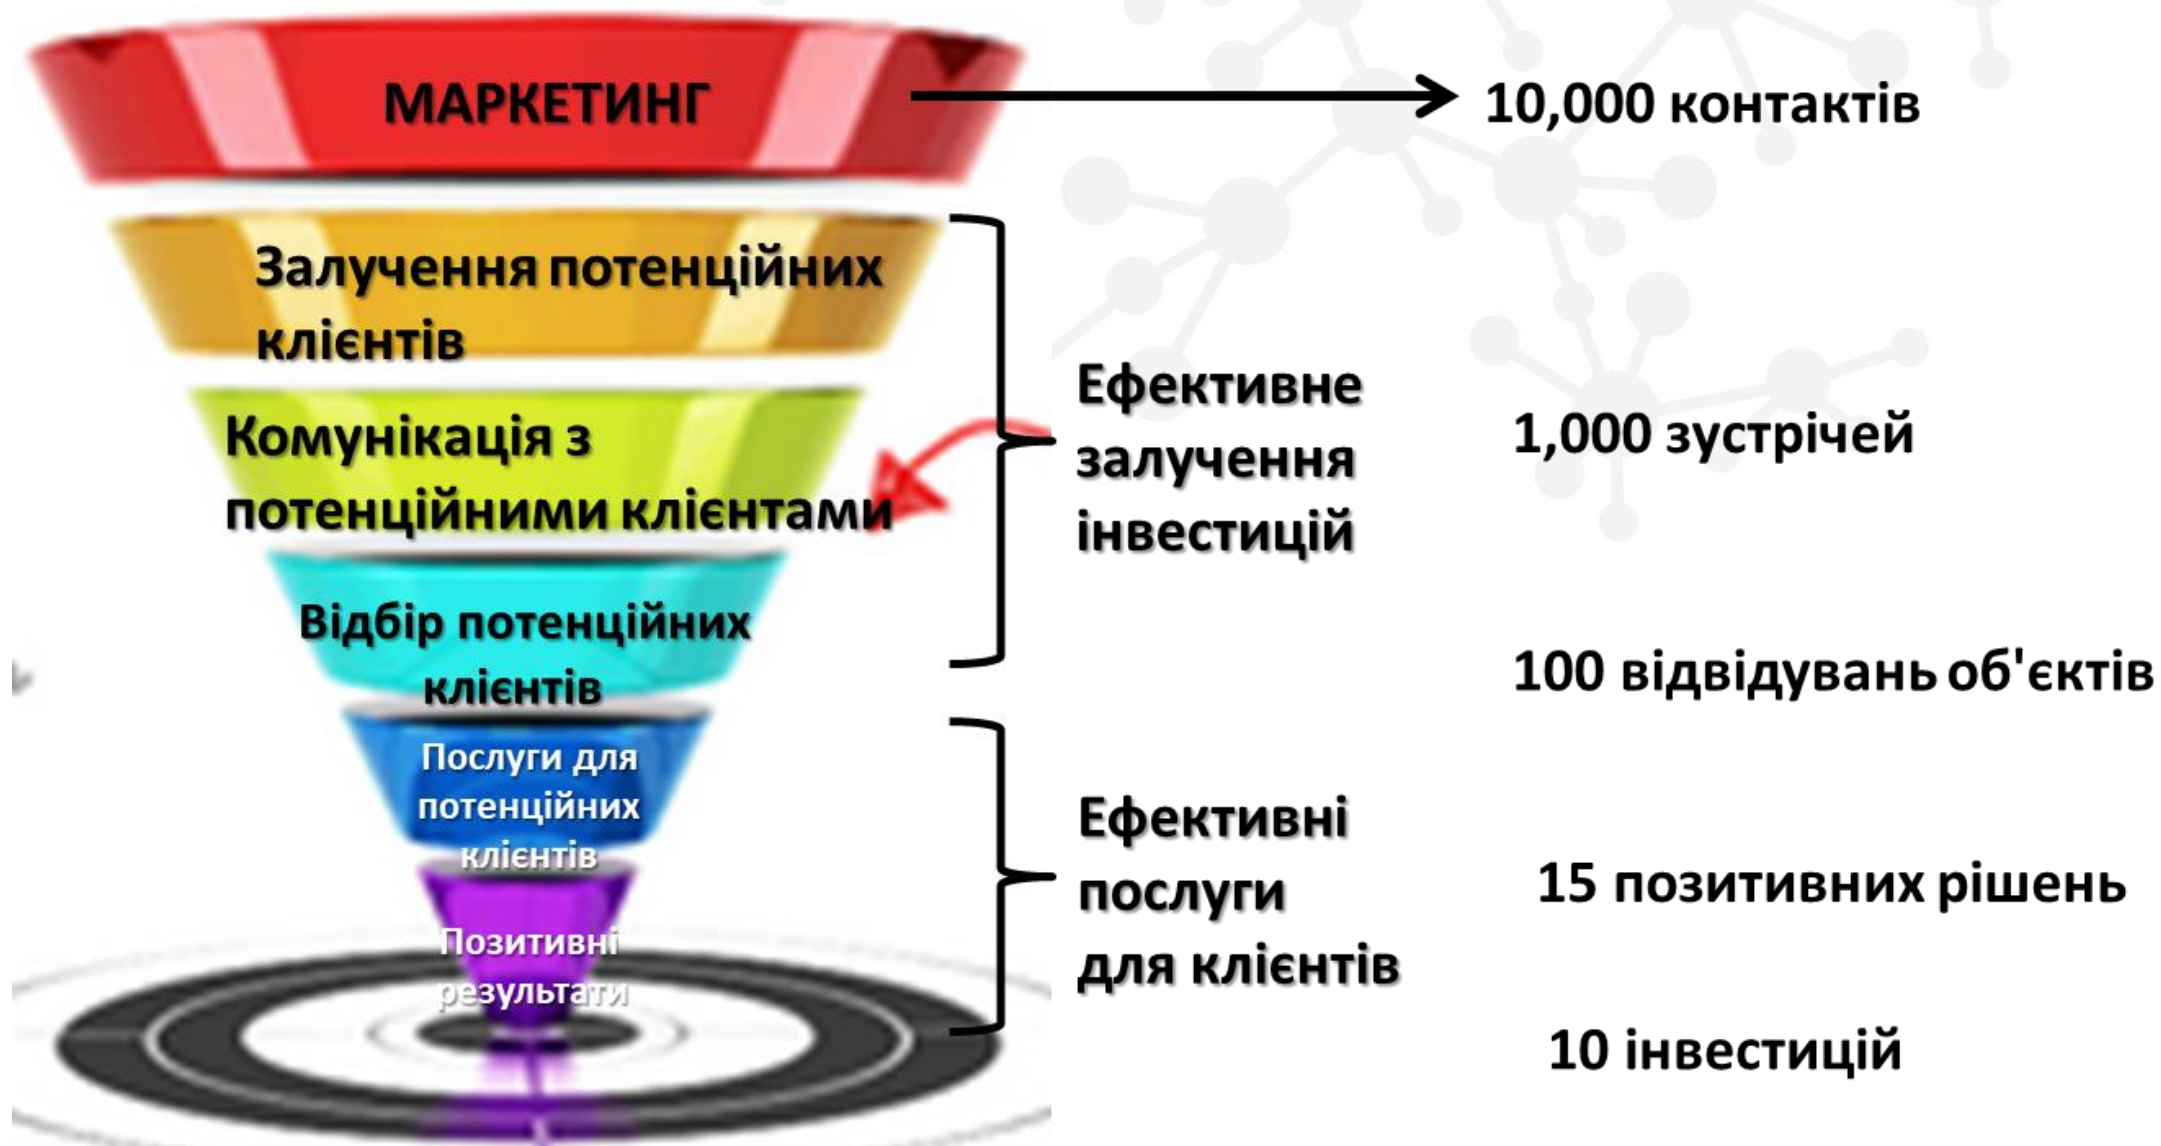 МАРКЕТИНГ
10,000 контактів
Залучення потенційних
клієнтів
Комунікація з
потенційними клієнтами
Відбір потенційних
клієнтів
Ефективне
залучення
інвестицій
1,000 зустрічей
100 відвідувань об'єктів
Послуги для
потенційних
клієнтів
Позитивні
результати
Ефективні
послуги
для клієнтів
15 позитивних рішень
10 інвестицій